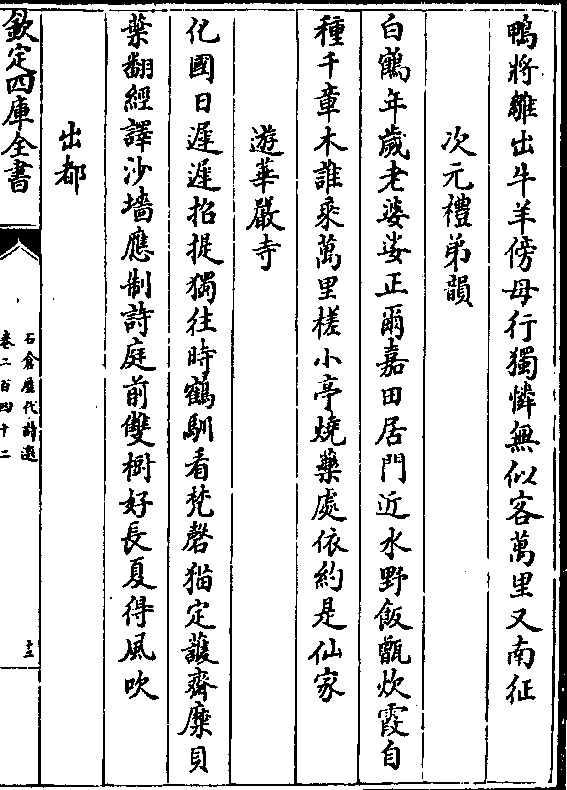 鴨將雛出牛羊傍母行獨憐無似客萬里又南征
次元禮弟韻
白鶴年歲老婆娑正爾嘉田居門近水野飯甑炊霞自
種千章木誰乘萬里槎小亭燒藥處依約是仙家
遊華嚴寺
化國日遲遲招提獨往時鶴馴看梵磬猫定護齋糜貝
葉翻經譯沙墻應制詩庭前雙樹好長夏得風吹
出都
欽定四庫全書
石倉歷代詩選
卷二百四十二
十三